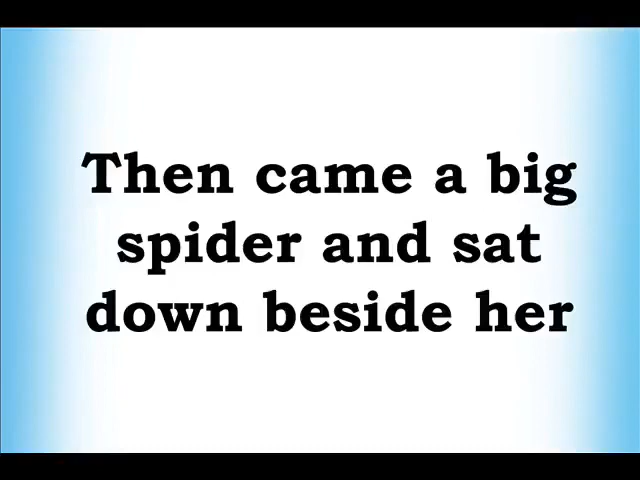 Then came a big
spider and sat
down beside her